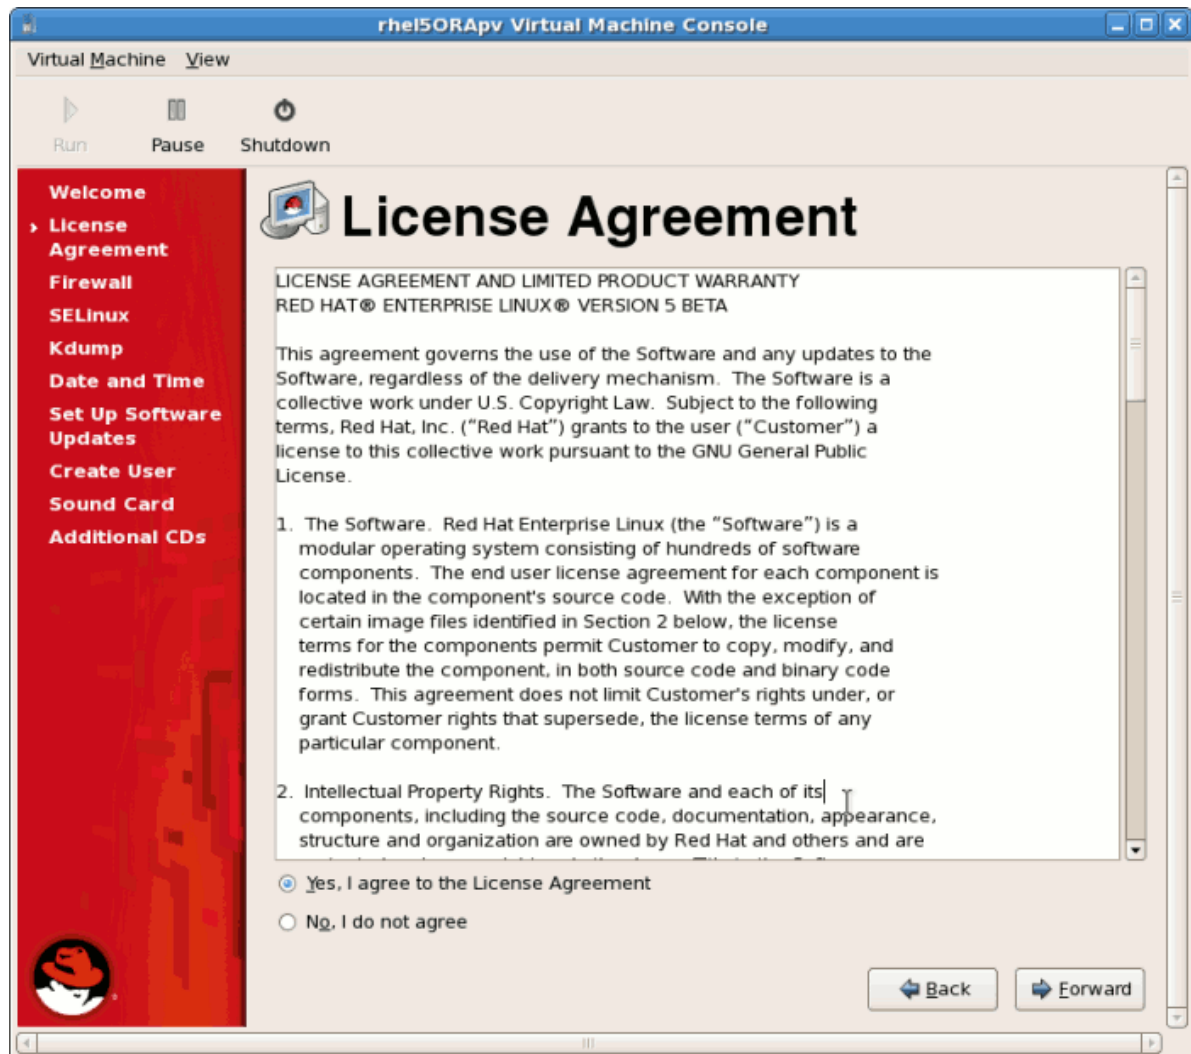 rhel5ORApv Virtual Machine Console
Virtual Machine View
Run Pause Shutdown
Welcome
License
Agreement
Firewall
SELinux
Kdump
Date and Time
Set Up Software
Updates
Create User
Sound Card
Additional CDs
License Agreement
LICENSE AGREEMENT AND LIMITED PRODUCT WARRANTY
RED HAT® ENTERPRISE LINUX® VERSION 5 BETA
This agreement governs the use of the Software and any updates to the
Software, regardless of the delivery mechanism.  The Software is a
collective work under U.S. Copyright Law.  Subject to the following
terms, Red Hat, Inc. (“Red Hat”) grants to the user (“Customer”) a
license to this collective work pursuant to the GNU General Public
License.
1.  The Software.  Red Hat Enterprise Linux (the “Software”) is a
modular operating system consisting of hundreds of software
components.  The end user license agreement for each component is
located in the component's source code.  With the exception of
certain image files identified in Section 2 below, the license
terms for the components permit Customer to copy, modify, and
redistribute the component, in both source code and binary code
forms.  This agreement does not limit Customer's rights under, or
grant Customer rights that supersede, the license terms of any
particular component.
2.  Intellectual Property Rights.  The Software and each of its
components, including the source code, documentation, appearance,
structure and organization are owned by Red Hat and others and are
Yes, I agree to the License Agreement
No, I do not agree
Back Forward